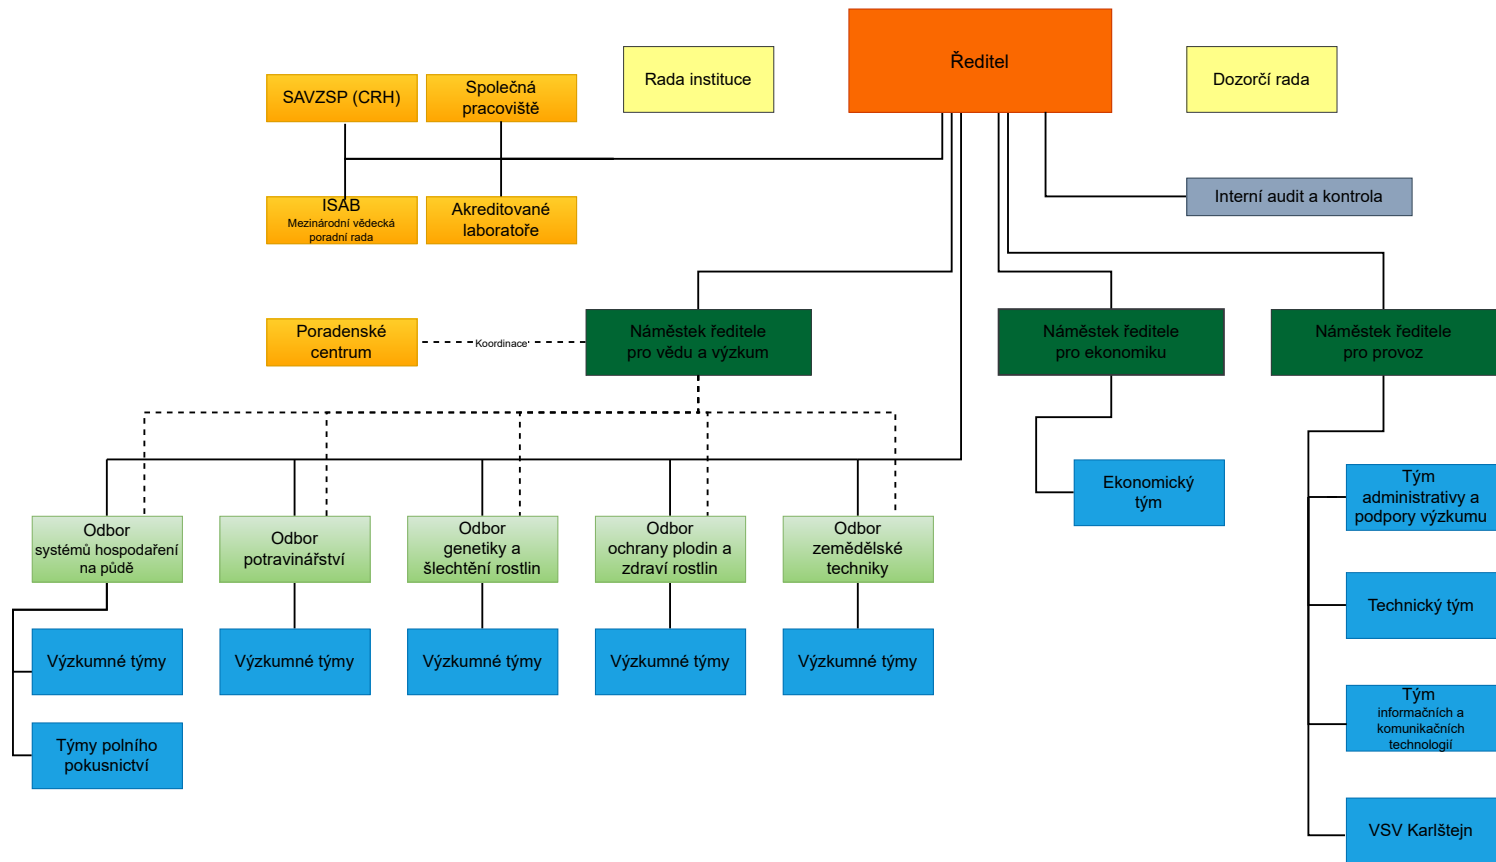 Ředitel
Rada instituce
Dozorčí rada
SAVZSP (CRH)
Společná
pracoviště
ISAB
Mezinárodní vědecká
poradní rada
Akreditované
laboratoře
Interní audit a kontrola
Poradenské
centrum
Koordinace
Náměstek ředitele
pro vědu a výzkum
Náměstek ředitele
pro ekonomiku
Náměstek ředitele
pro provoz
Ekonomický
tým
Tým
administrativy a
podpory výzkumu
Odbor
systémů hospodaření
na půdě
Odbor
potravinářství
Odbor
genetiky a
šlechtění rostlin
Odbor
ochrany plodin a
zdraví rostlin
Odbor
zemědělské
techniky
Technický tým
Výzkumné týmy
Výzkumné týmy
Výzkumné týmy
Výzkumné týmy
Výzkumné týmy
Tým
informačních a
komunikačních
technologií
Týmy polního
pokusnictví
VSV Karlštejn